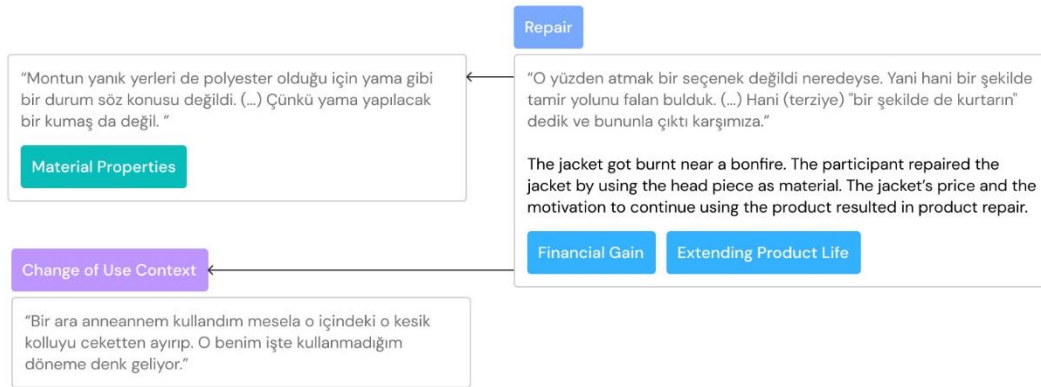 Repair
“Montun yanık yerleri de polyester olduğu için yama gibi
bir durum söz konusu değildi. (...) Çünkü yama yapılacak
bir kumaş da değil. ”
Material Properties
“O yüzden atmak bir seçenek değildi neredeyse. Yani hani bir şekilde
tamir yolunu falan bulduk. (...) Hani (terziye) "bir şekilde de kurtarın"
dedik ve bununla çıktı karşımıza.”
The jacket got burnt near a bonfire. The participant repaired the
jacket by using the head piece as material. The jacket’s price and the
motivation to continue using the product resulted in product repair.
Financial Gain
Extending Product Life
Change of Use Context
“Bir ara anneannem kullandım mesela o içindeki o kesik
kolluyu ceketten ayırıp. O benim işte kullanmadığım
döneme denk geliyor.”